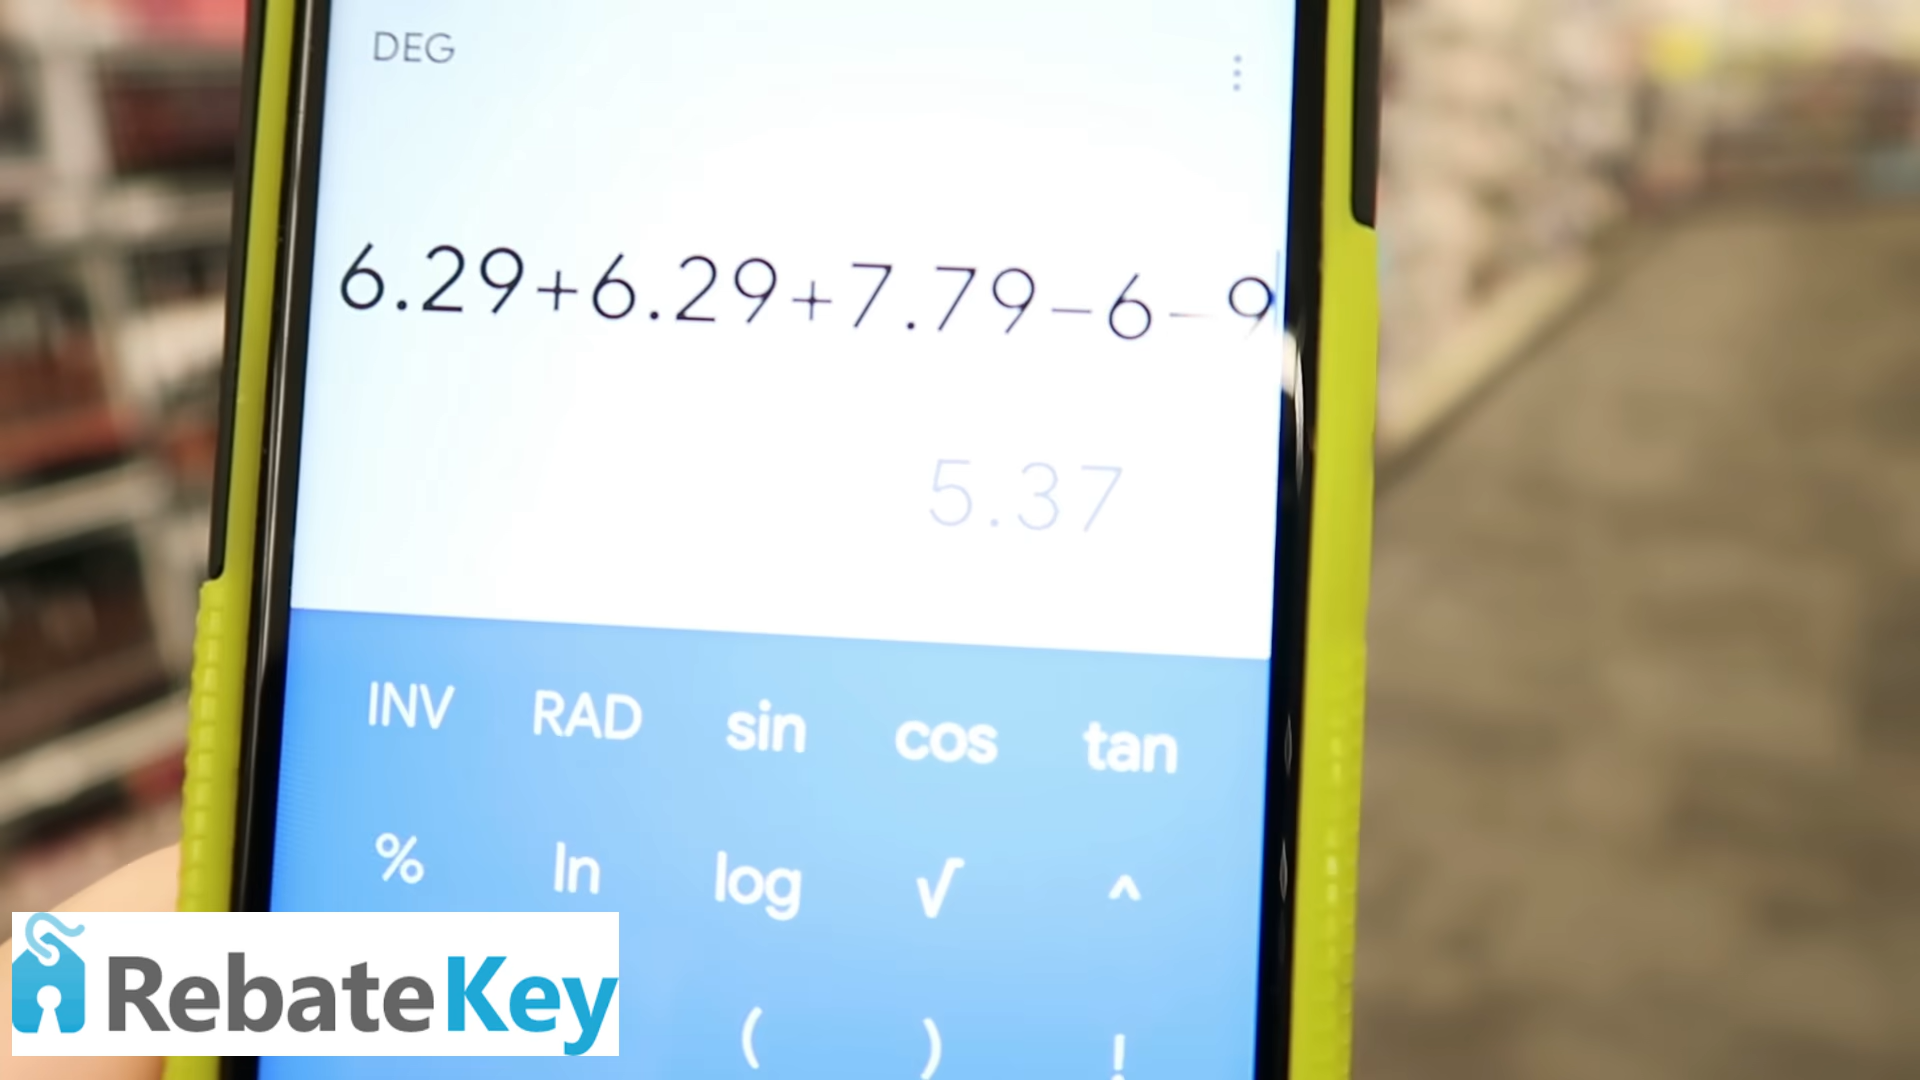 DEG
6.29+6.29+7.79−6−9
5.37
INV RAD sin cos tan
% ln log √ ^
( ) !
RebateKey